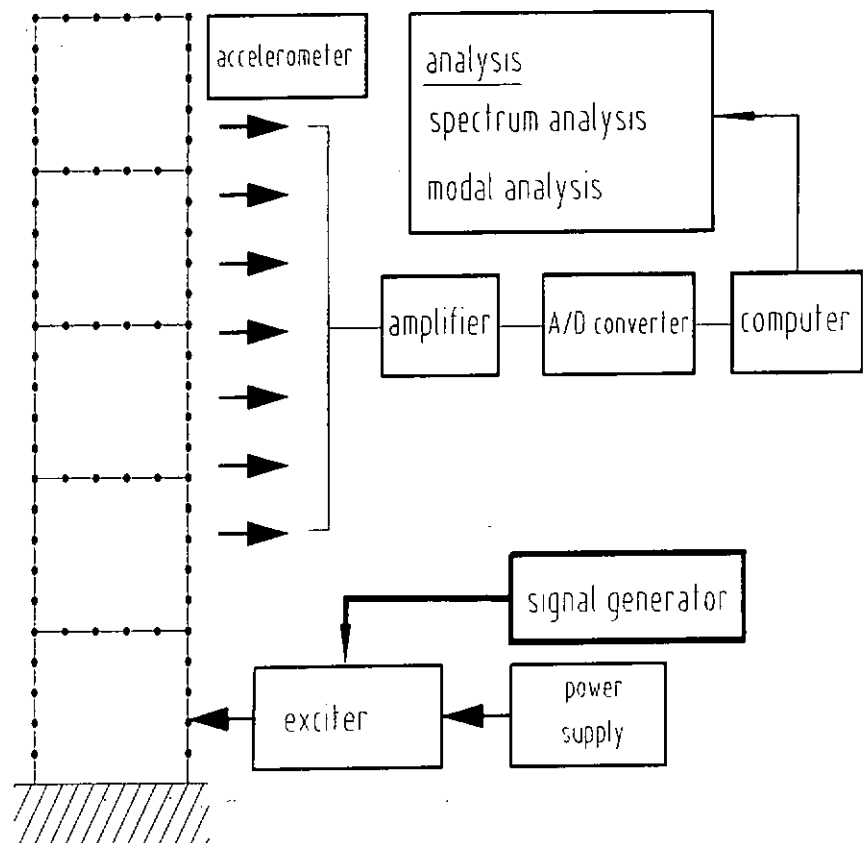 accelerometer
analysis
spectrum analysis
modal analysis
amplifier
A/D converter
computer
signal generator
exciter
power
supply